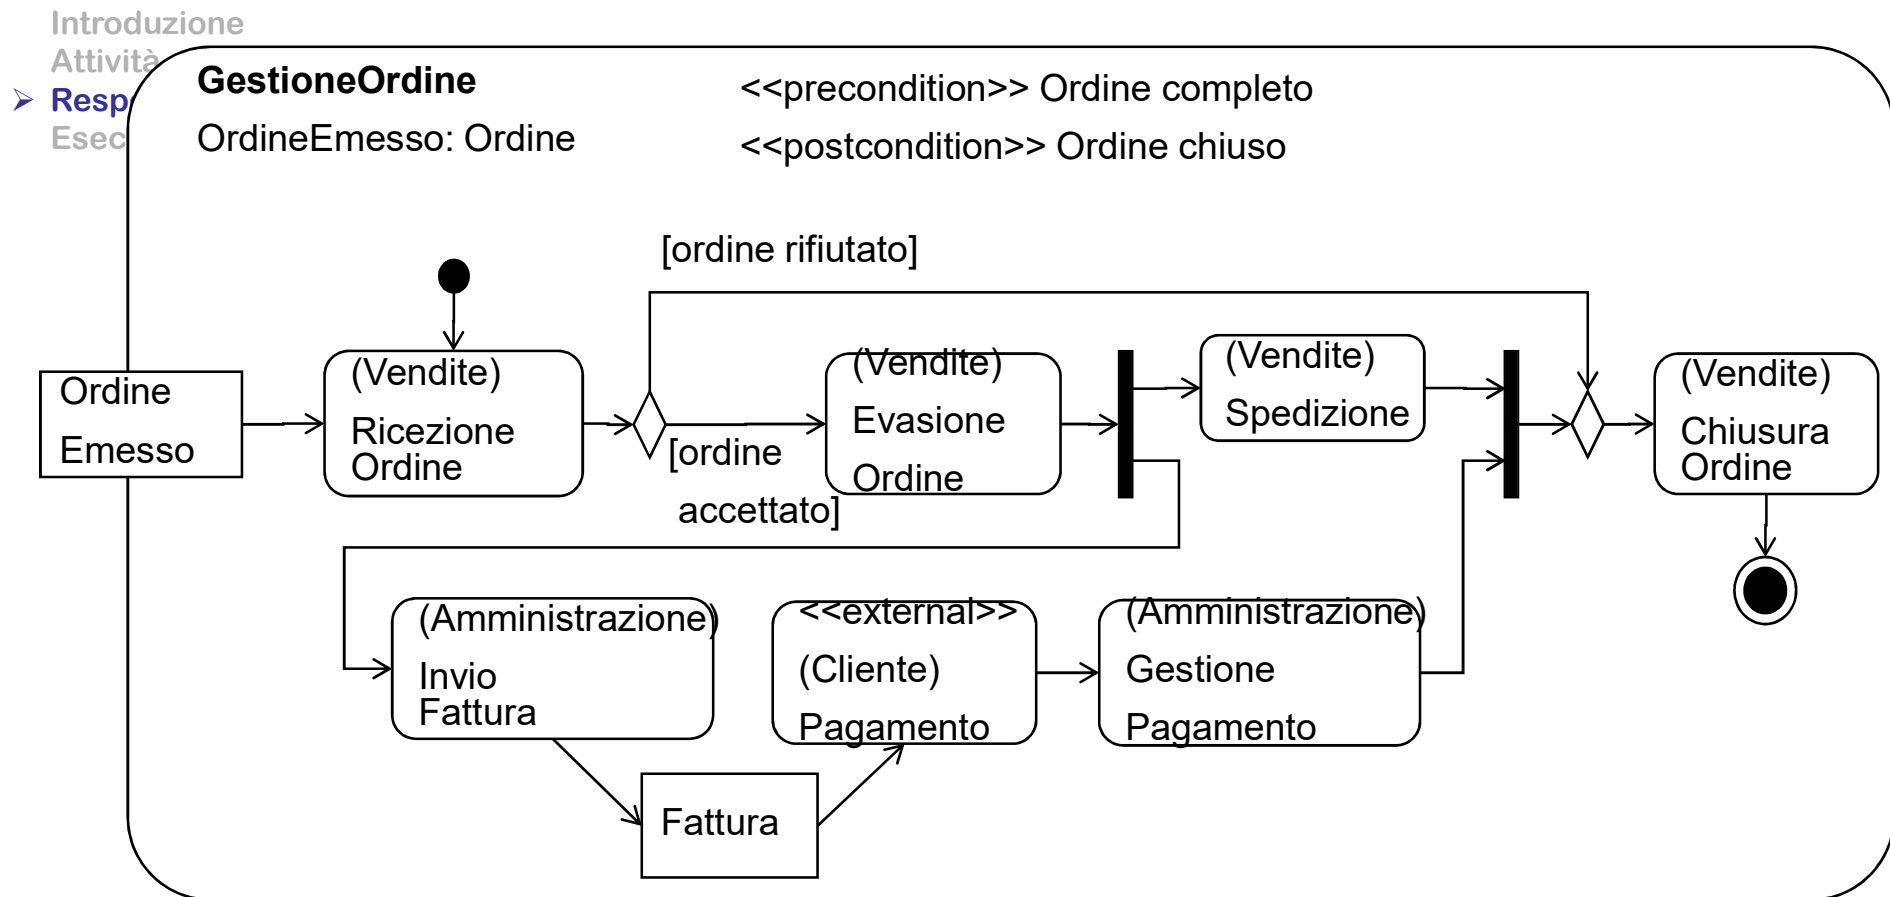 Introduzione
Attività
Resp
Esec
GestioneOrdine
OrdineEmesso: Ordine
<<precondition>> Ordine completo
<<postcondition>> Ordine chiuso
[ordine rifiutato]
Ordine
Emesso
(Vendite)
Ricezione
Ordine
[ordine
accettato]
(Vendite)
Evasione
Ordine
(Vendite)
Spedizione
(Vendite)
Chiusura
Ordine
(Amministrazione)
Invio
Fattura
<<external>>
(Cliente)
Pagamento
(Amministrazione)
Gestione
Pagamento
Fattura